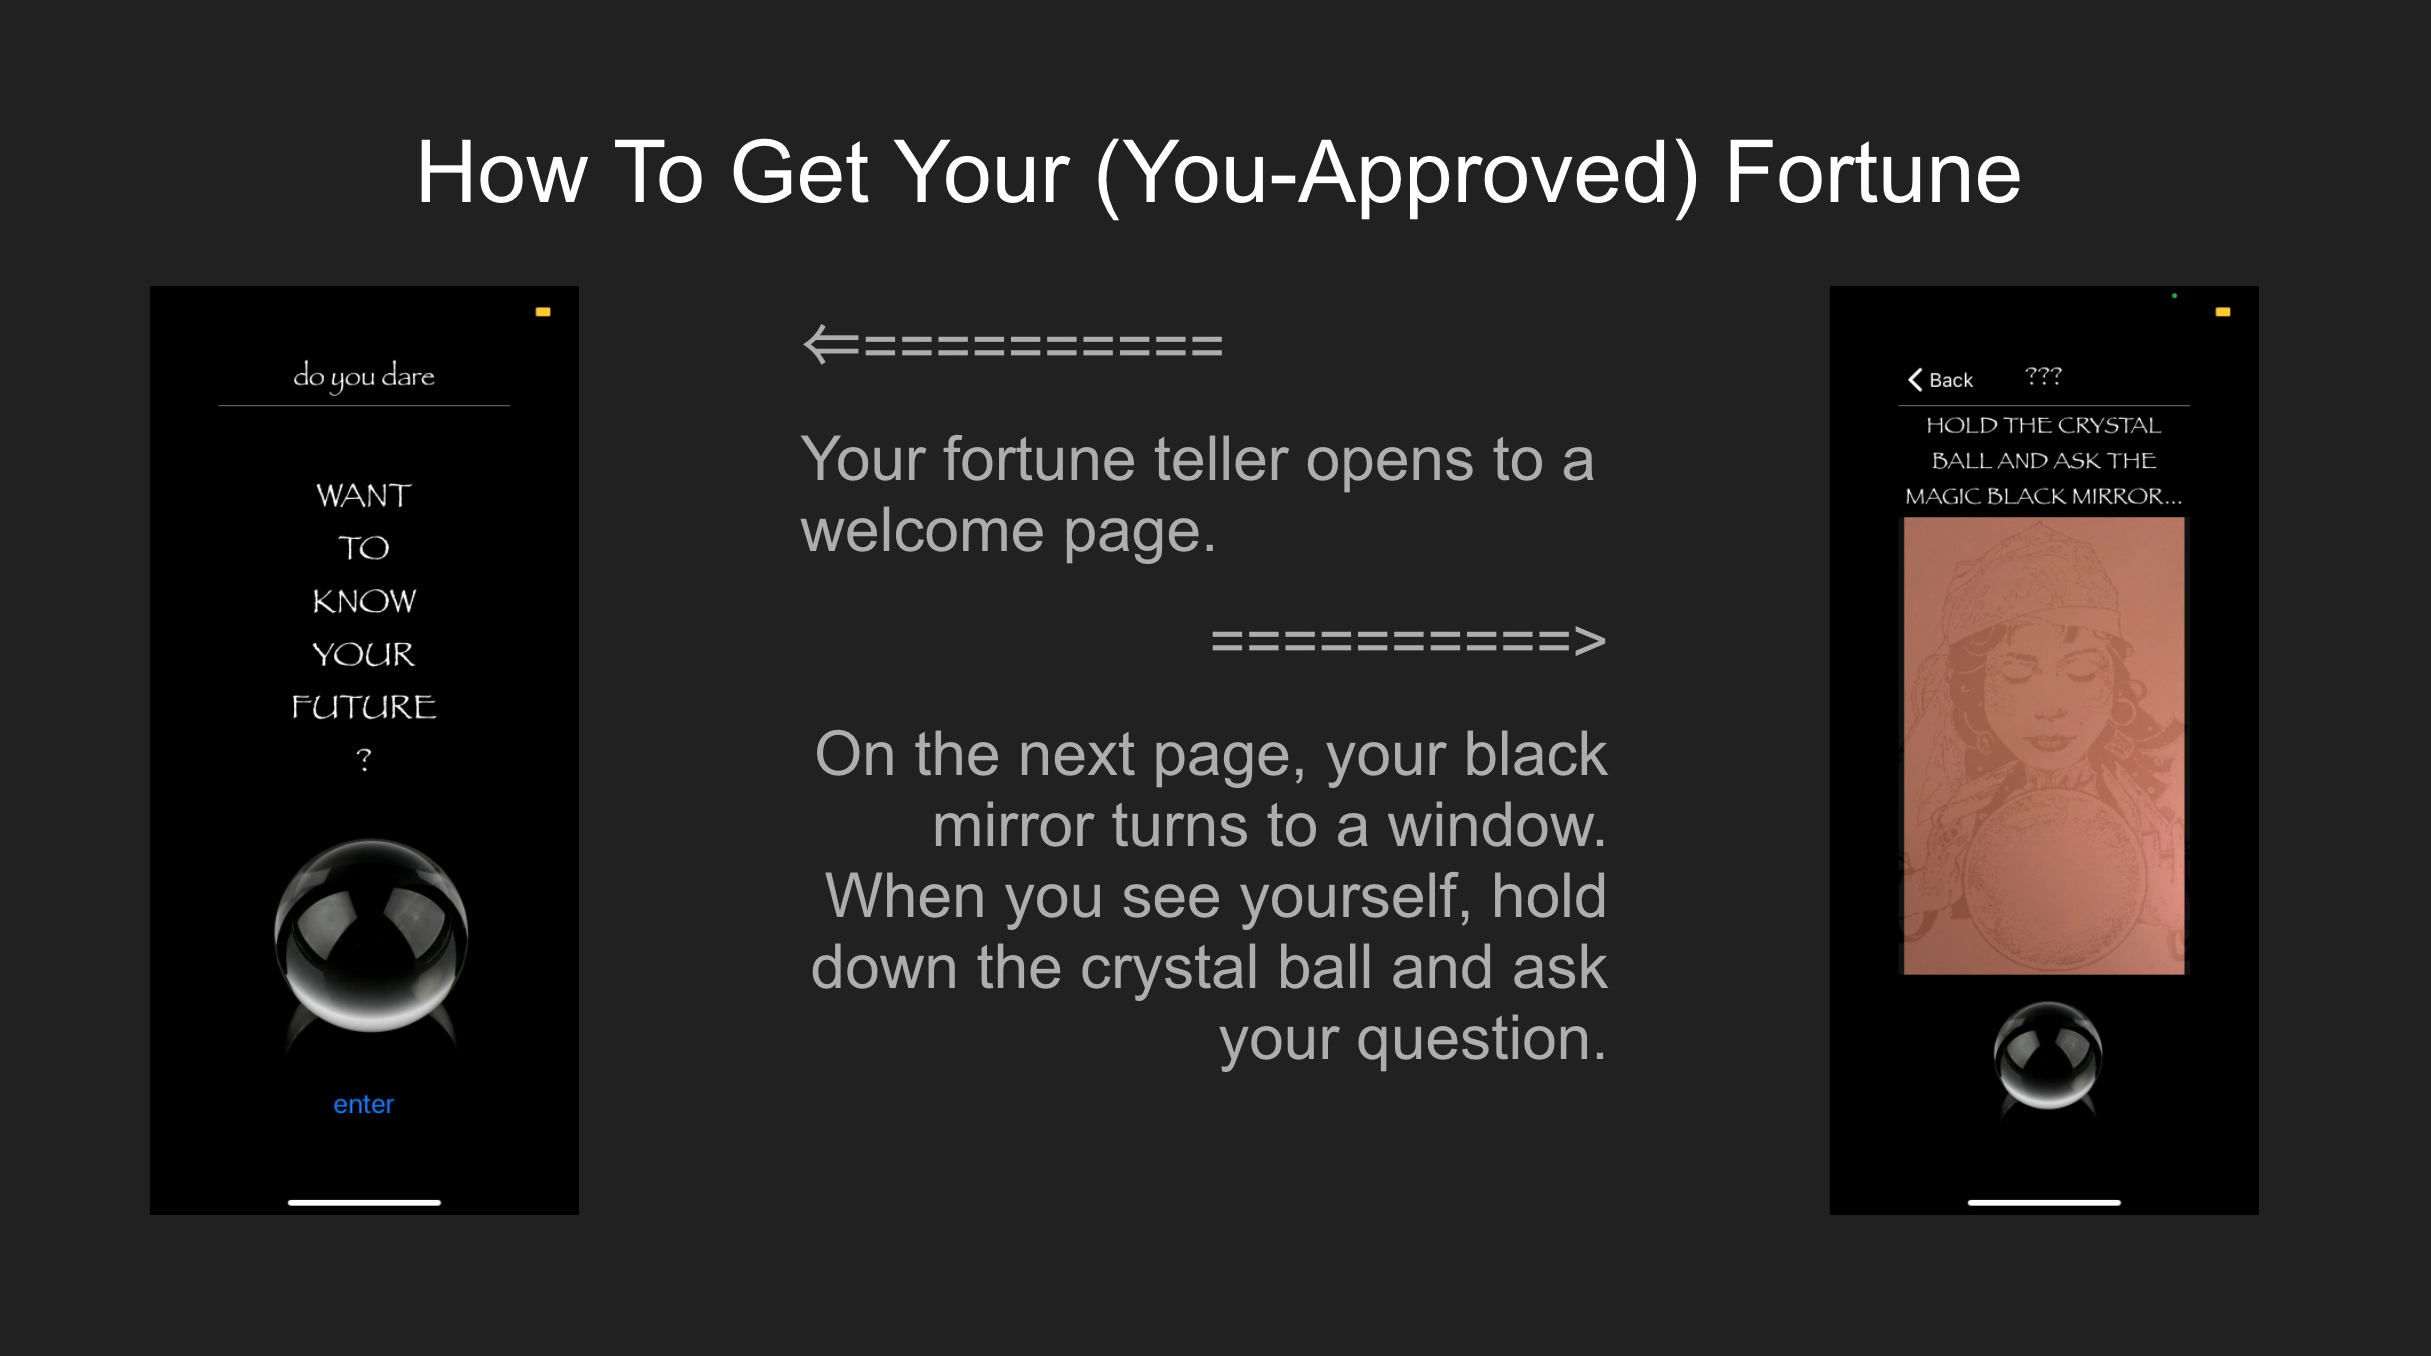 How To Get Your (You-Approved) Fortune
do you dare
WANT
TO
KNOW
YOUR
FUTURE
?
enter
⇐==========
Your fortune teller opens to a
welcome page.
==========>
On the next page, your black
mirror turns to a window.
When you see yourself, hold
down the crystal ball and ask
your question.
Back ???
HOLD THE CRYSTAL
BALL AND ASK THE
MAGIC BLACK MIRROR...